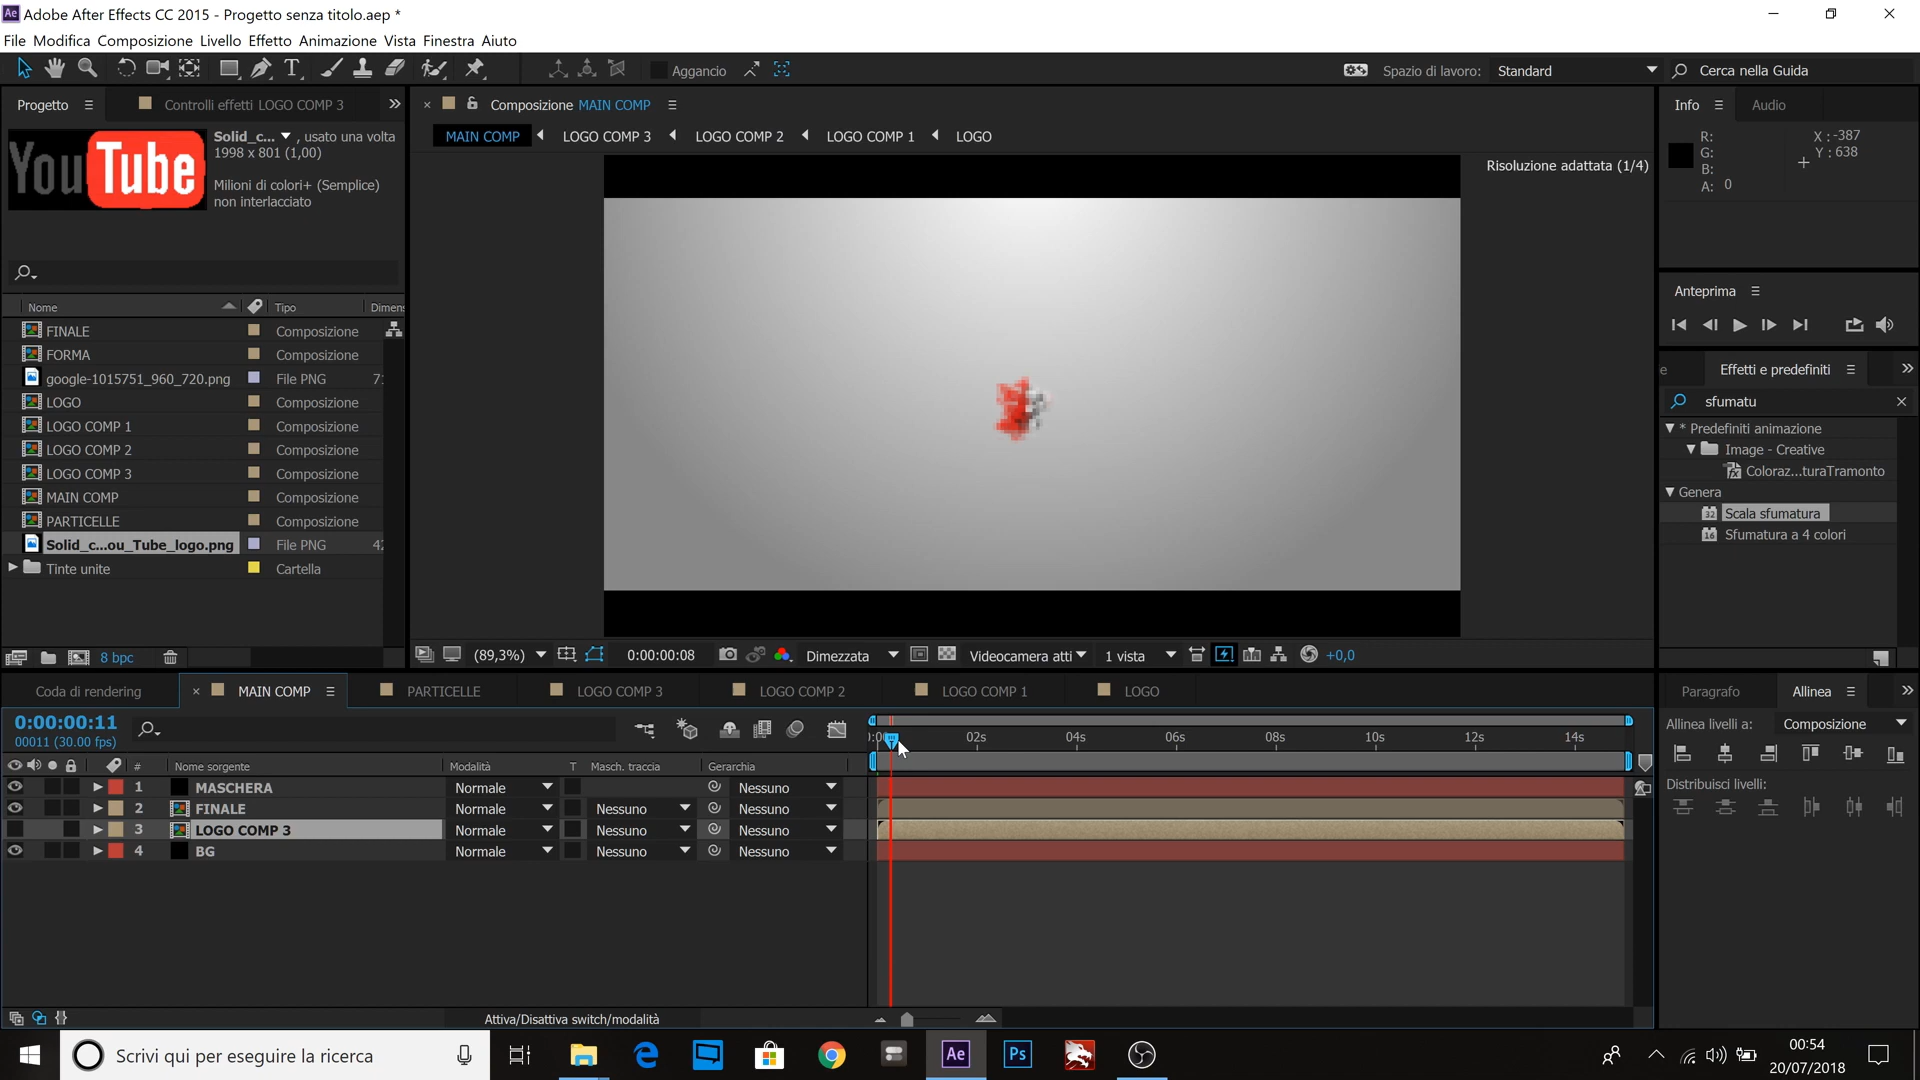 Adobe After Effects CC 2015 - Progetto senza titolo.aep *
File Modifica Composizione Livello Effetto Animazione Vista Finestra Aiuto
Aggancio
Spazio di lavoro: Standard
Cerca nella Guida
Progetto
Controlli effetti LOGO COMP 3
Composizione MAIN COMP
MAIN COMP LOGO COMP 3 LOGO COMP 2 LOGO COMP 1 LOGO
Risoluzione adattata (1/4)
YouTube
Solid_c... , usato una volta
1998 x 801 (1,00)
Milioni di colori+ (Semplice)
non interlacciato
Info Audio
R:
G:
B:
A: 0
X : -387
Y : 638
Anteprima
Nome Tipo Dimens
FINALE Composizione
FORMA Composizione
google-1015751_960_720.png File PNG 71
LOGO Composizione
LOGO COMP 1 Composizione
LOGO COMP 2 Composizione
LOGO COMP 3 Composizione
MAIN COMP Composizione
PARTICELLE Composizione
Solid_c...ou_Tube_logo.png File PNG 42
Tinte unite Cartella
8 bpc
e Effetti e predefiniti
sfumatu
* Predefiniti animazione
Image - Creative
Coloraz...turaTramonto
Genera
32 Scala sfumatura
16 Sfumatura a 4 colori
(89,3%) 0:00:00:08 Dimezzata Videocamera atti 1 vista +0,0
Coda di rendering MAIN COMP PARTICELLE LOGO COMP 3 LOGO COMP 2 LOGO COMP 1 LOGO
0:00:00:11
00011 (30.00 fps)
02s 04s 06s 08s 10s 12s 14s
# Nome sorgente Modalità T Masch. traccia Gerarchia
1 MASCHERA Normale Nessuno
2 FINALE Normale Nessuno Nessuno
3 LOGO COMP 3 Normale Nessuno Nessuno
4 BG Normale Nessuno Nessuno
Attiva/Disattiva switch/modalità
Paragrafo Allinea
Allinea livelli a: Composizione
Distribuisci livelli:
Scrivi qui per eseguire la ricerca
Ae
Ps
00:54
20/07/2018